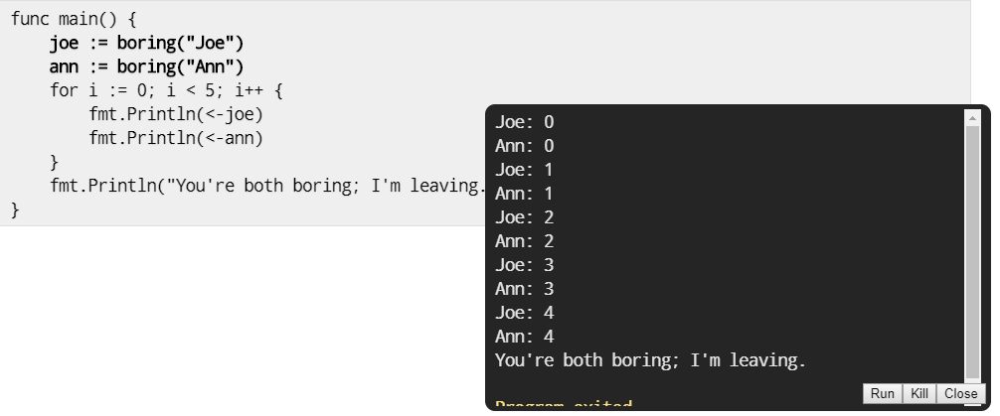 func main() {
    joe := boring("Joe")
    ann := boring("Ann")
    for i := 0; i < 5; i++ {
        fmt.Println(<-joe)
        fmt.Println(<-ann)
    }
    fmt.Println("You're both boring; I'm leaving.
}
Joe: 0
Ann: 0
Joe: 1
Ann: 1
Joe: 2
Ann: 2
Joe: 3
Ann: 3
Joe: 4
Ann: 4
You're both boring; I'm leaving.
Program exited
Run Kill Close